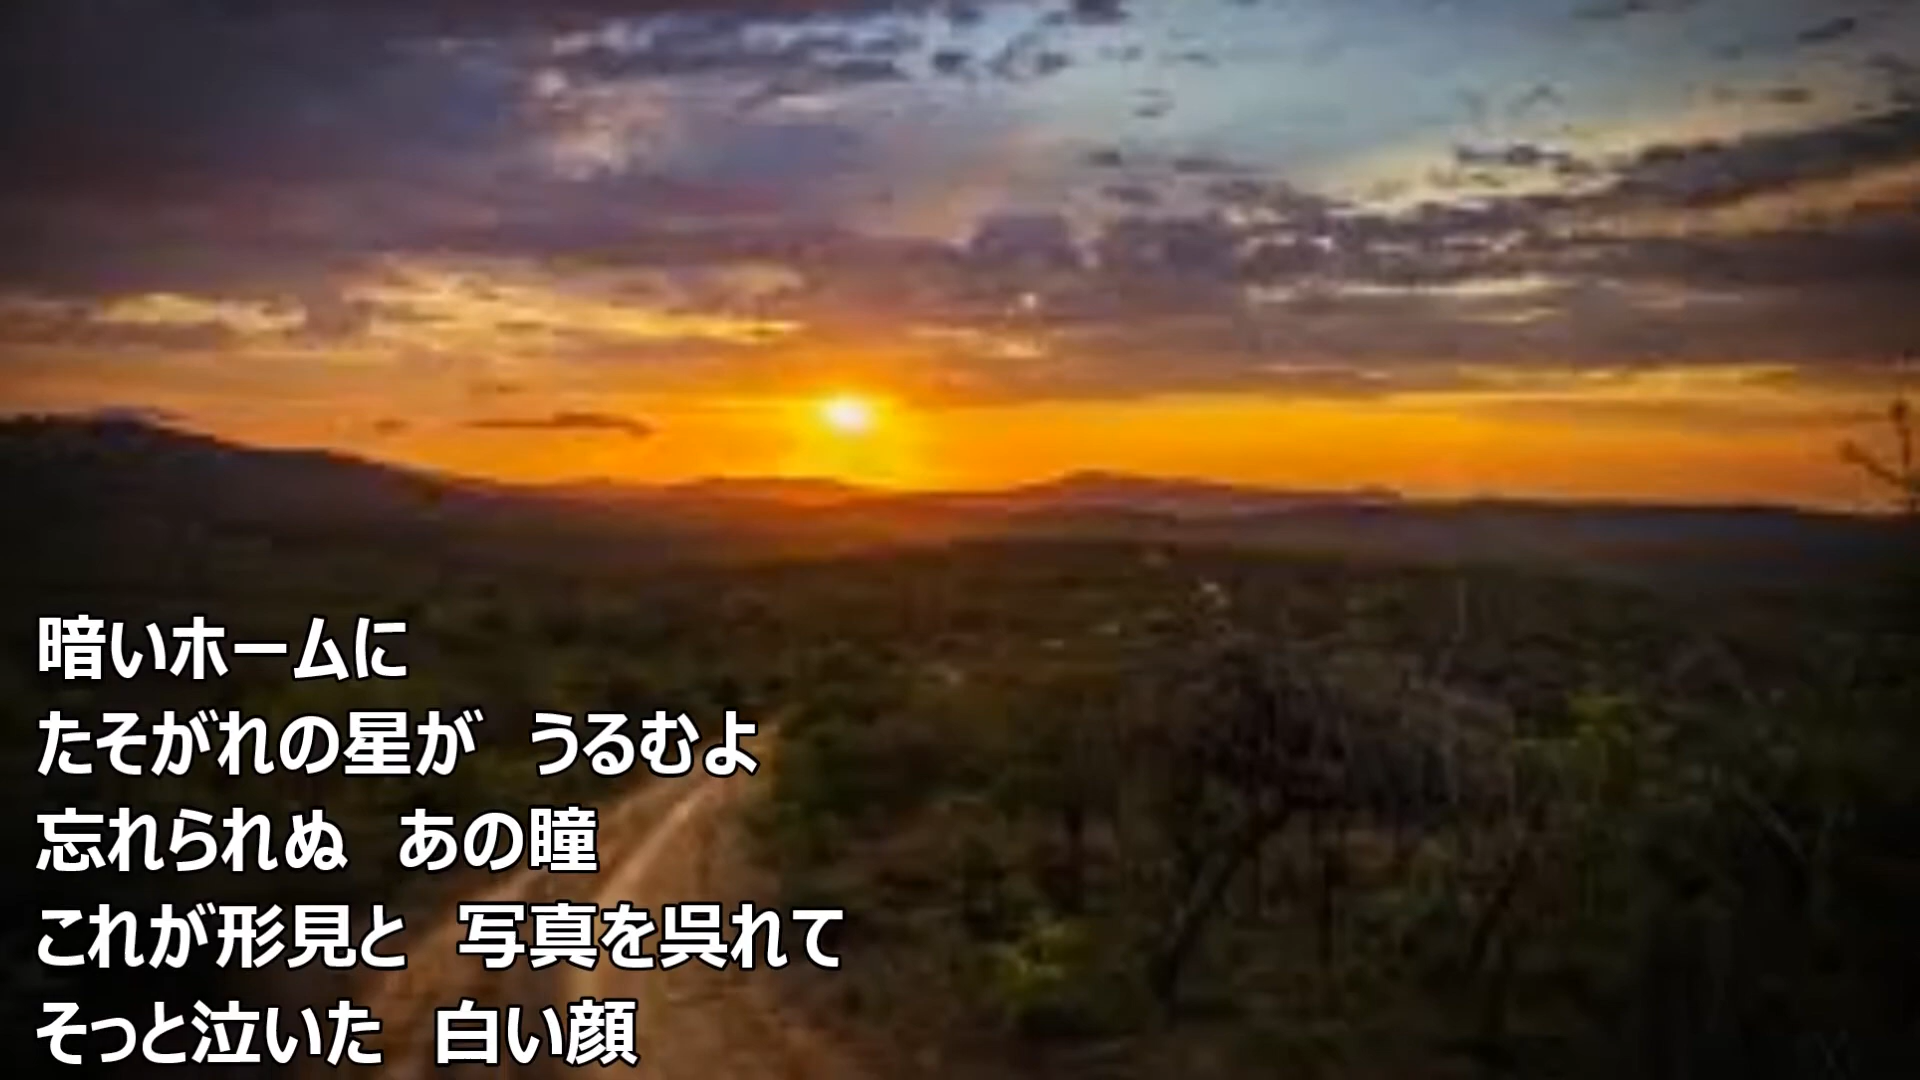 暗いホームに
たそがれの星が　うるむよ
忘れられぬ　あの瞳
これが形見と　写真を呉れて
そっと泣いた　白い顔